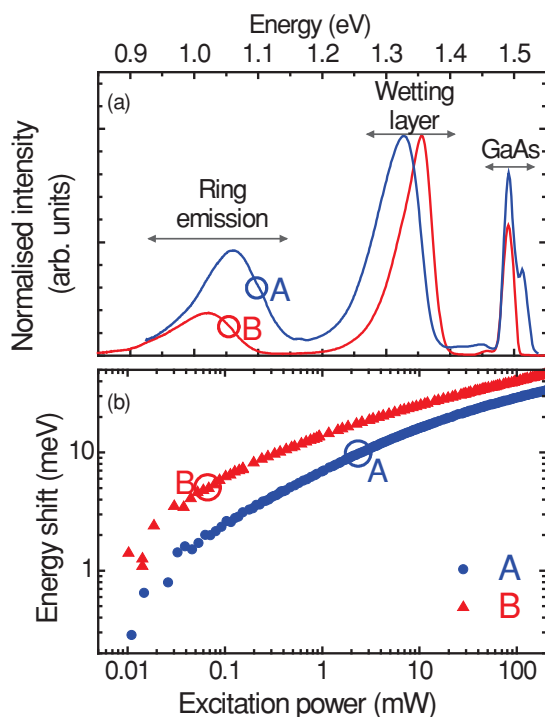 Energy (eV)
0.9 1.0 1.1 1.2 1.3 1.4 1.5
(a)
Wetting
layer
GaAs
Ring
emission
A
B
Normalised intensity
(arb. units)
(b)
10
1
B
A
A
B
Energy shift (meV)
0.01 0.1 1 10 100
Excitation power (mW)